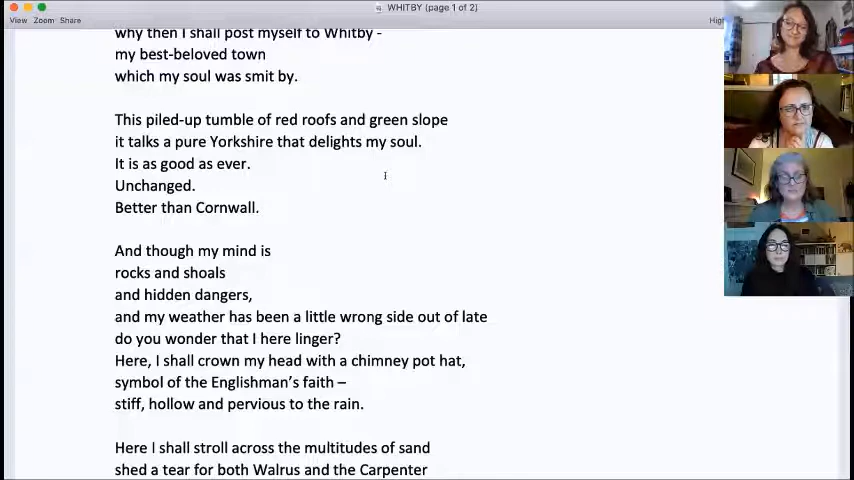 WHITBY (page 1 of 2)
View Zoom Share
why then I shall post myself to Whitby -
my best-beloved town
which my soul was smit by.
This piled-up tumble of red roofs and green slope
it talks a pure Yorkshire that delights my soul.
It is as good as ever.
Unchanged.
Better than Cornwall.
And though my mind is
rocks and shoals
and hidden dangers,
and my weather has been a little wrong side out of late
do you wonder that I here linger?
Here, I shall crown my head with a chimney pot hat,
symbol of the Englishman's faith –
stiff, hollow and pervious to the rain.
Here I shall stroll across the multitudes of sand
shed a tear for both Walrus and the Carpenter